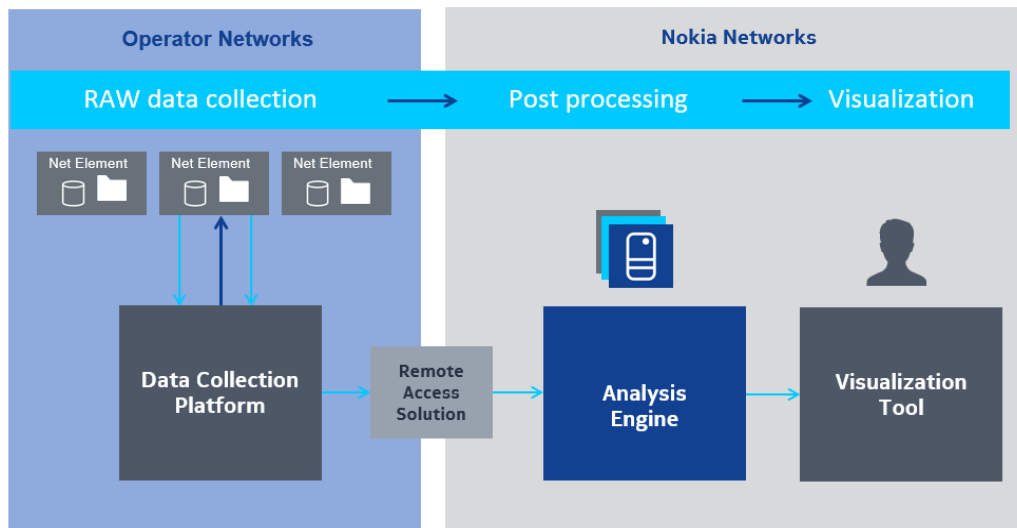 Operator Networks
Nokia Networks
RAW data collection
Post processing
Visualization
Net Element
Net Element
Net Element
Data Collection
Platform
Remote
Access
Solution
Analysis
Engine
Visualization
Tool